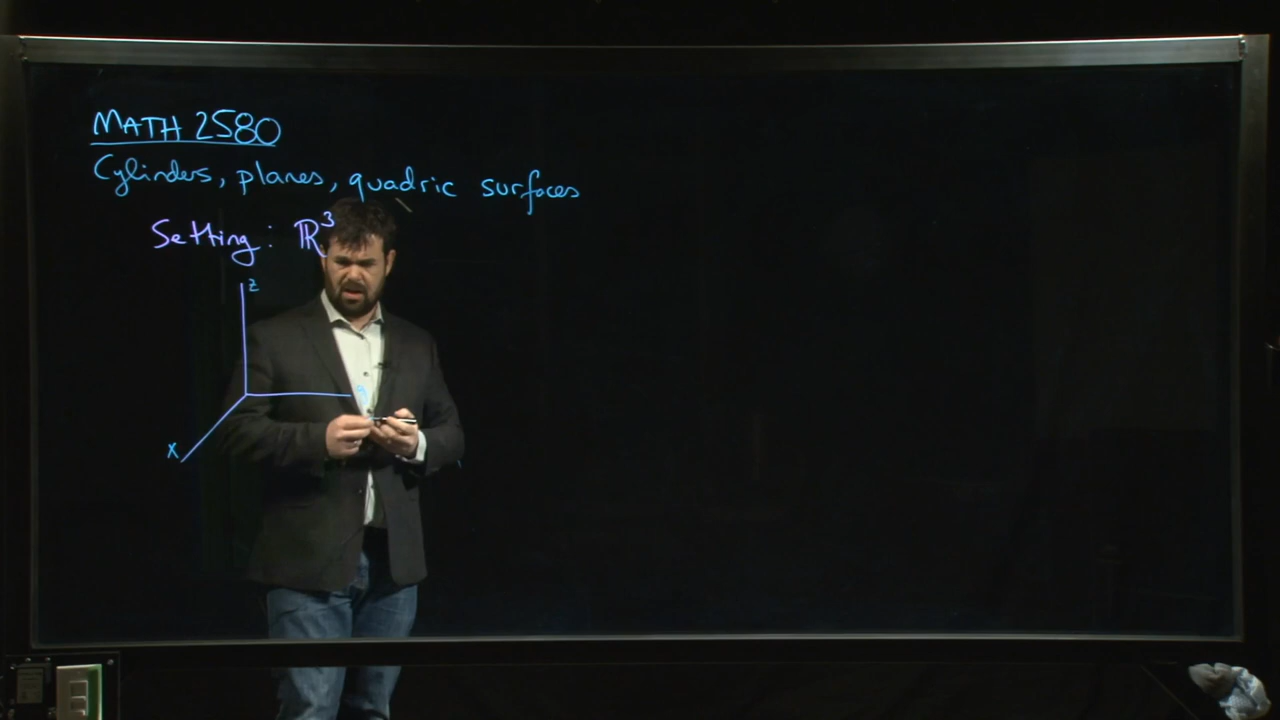 MATH 2580
Cylinders, planes, quadric surfaces
Setting: ℝ³
z
y
x